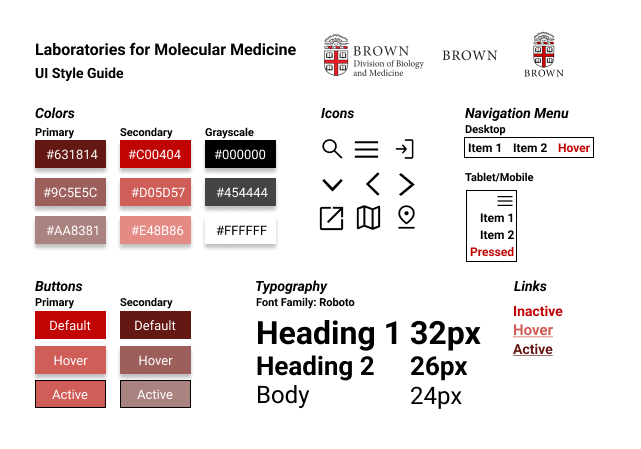 Laboratories for Molecular Medicine
UI Style Guide
BROWN
Division of Biology
and Medicine
BROWN
BROWN
Colors
Primary
Secondary
Grayscale
#631814
#C00404
#000000
#9C5E5C
#D05D57
#454444
#AA8381
#E48B86
#FFFFFF
Icons
Navigation Menu
Desktop
Item 1 Item 2 Hover
Tablet/Mobile
Item 1
Item 2
Pressed
Buttons
Primary
Secondary
Default
Default
Hover
Hover
Active
Active
Typography
Font Family: Roboto
Heading 1 32px
Heading 2 26px
Body 24px
Links
Inactive
Hover
Active